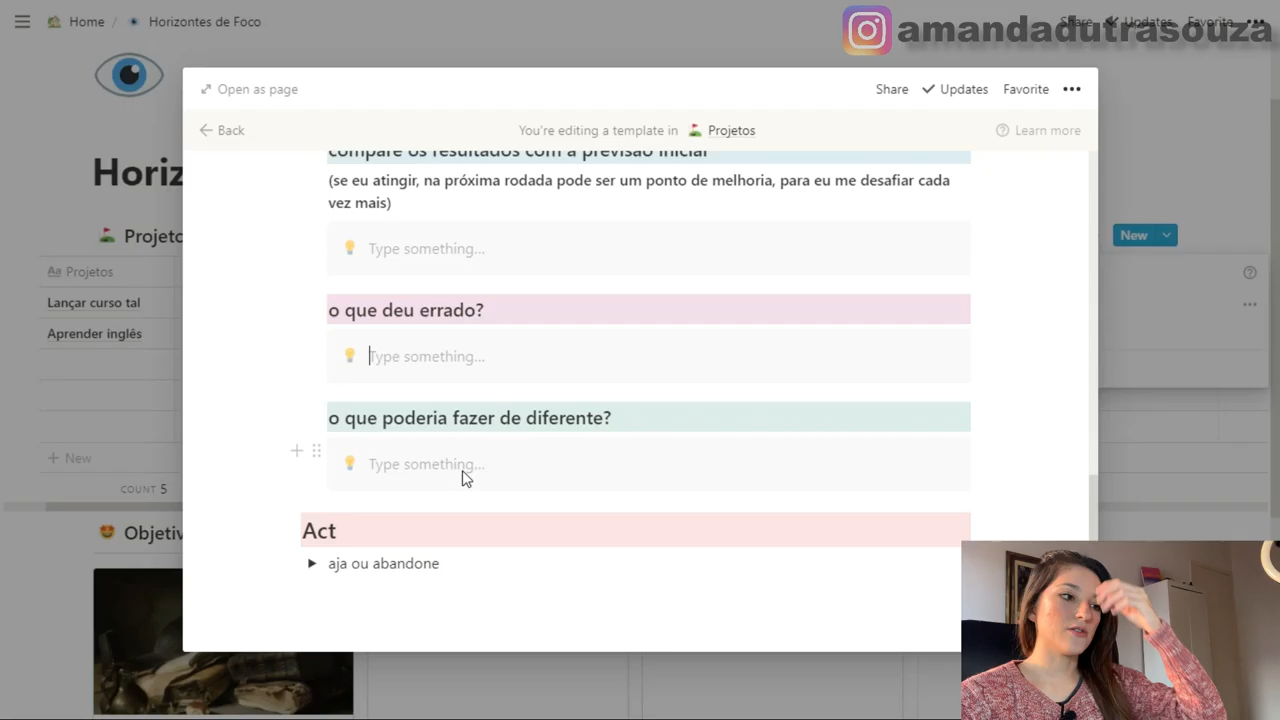 Home / Horizontes de Foco
Share Updates Favorite
amandadutrasouza
Open as page
Share Updates Favorite
Back
You're editing a template in Projetos
Learn more
compare os resultados com a previsão inicial
(se eu atingir, na próxima rodada pode ser um ponto de melhoria, para eu me desafiar cada
vez mais)
Type something...
o que deu errado?
Type something...
o que poderia fazer de diferente?
Type something...
Act
aja ou abandone
Horiz
Projeto
New
Aa Projetos
Lançar curso tal
Aprender inglês
New
COUNT 5
Objetiv